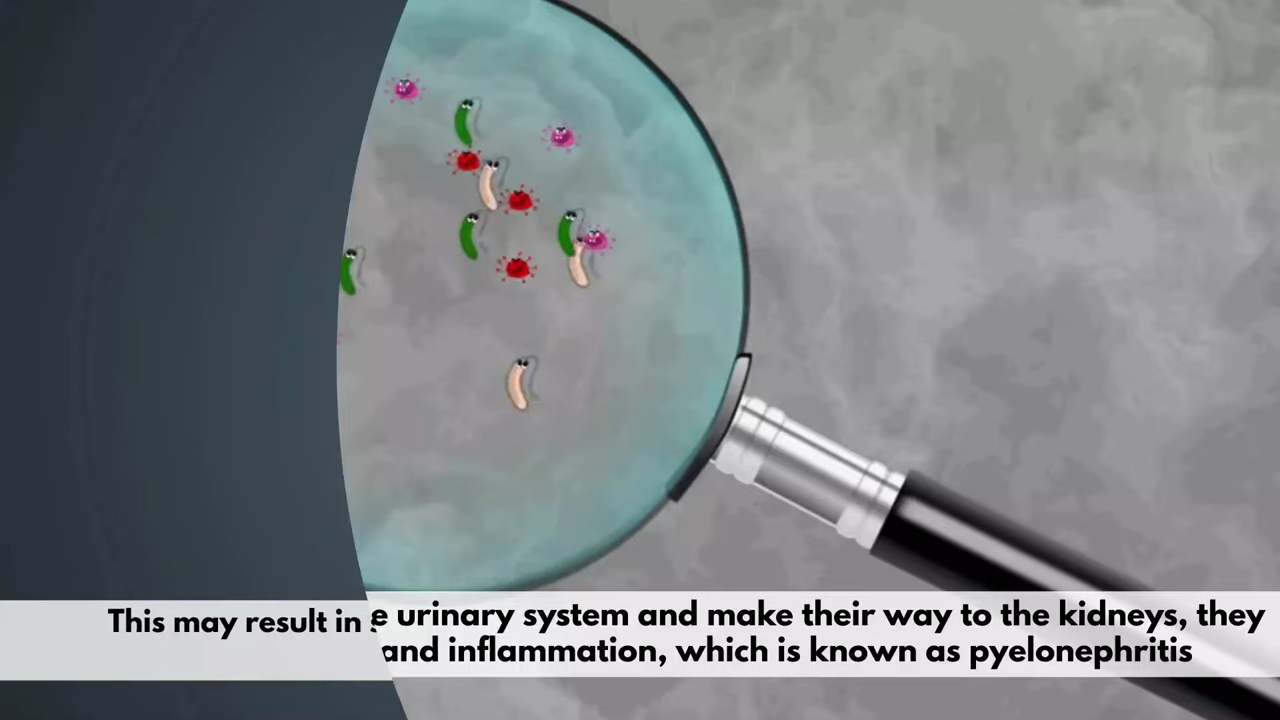 This may result in
urinary system and make their way to the kidneys, they
and inflammation, which is known as pyelonephritis